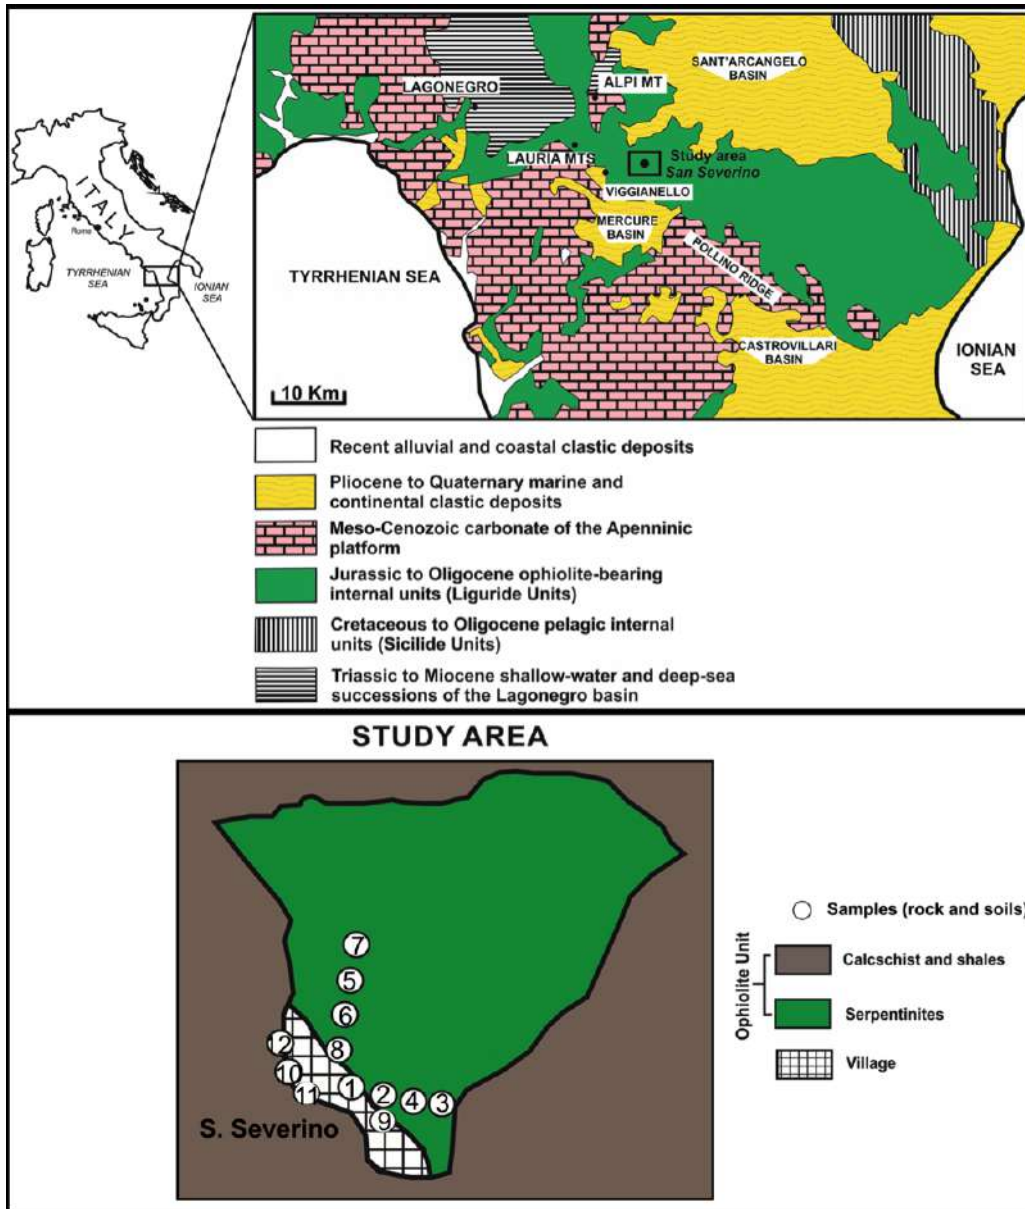 ITALY
Roma
TYRRHENIAN
SEA
IONIAN
SEA
LAGONEGRO
ALPI MT
SANT'ARCANGELO
BASIN
LAURIA MTS
Study area
San Severino
VIGGIANELLO
MERCURE
BASIN
POLLINO RIDGE
TYRRHENIAN SEA
CASTROVILLARI
BASIN
IONIAN
SEA
10 Km
Recent alluvial and coastal clastic deposits
Pliocene to Quaternary marine and
continental clastic deposits
Meso-Cenozoic carbonate of the Apenninic
platform
Jurassic to Oligocene ophiolite-bearing
internal units (Liguride Units)
Cretaceous to Oligocene pelagic internal
units (Sicilide Units)
Triassic to Miocene shallow-water and deep-sea
successions of the Lagonegro basin
STUDY AREA
7
5
6
12
8
10
11
1
2
4
3
9
S. Severino
Samples (rock and soils)
Ophiolite Unit
Calcschist and shales
Serpentinites
Village